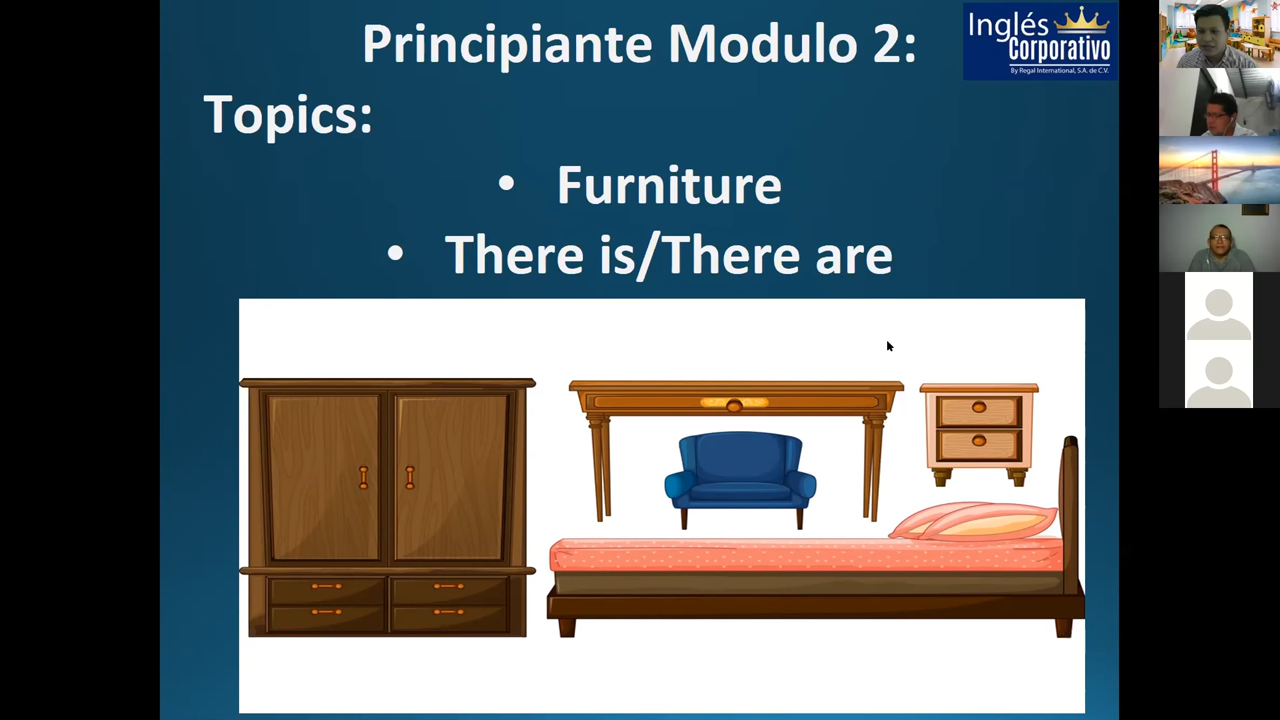 Principiante Modulo 2:
Inglés
Corporativo
By Regal International, S.A. de C.V.
Topics:
• Furniture
• There is/There are